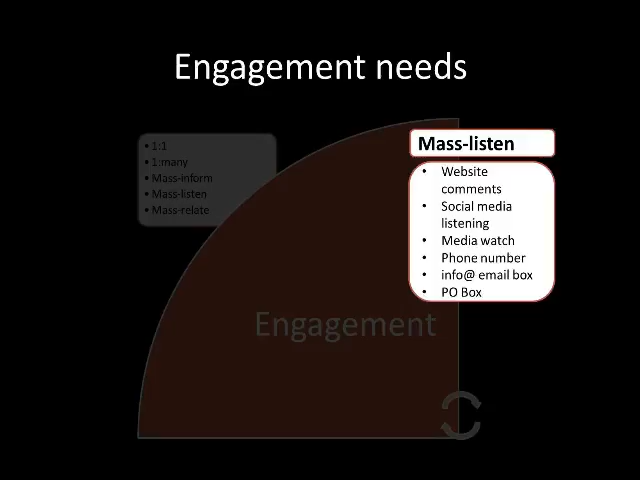 Engagement needs
• 1:1
• 1:many
• Mass-inform
• Mass-listen
• Mass-relate
Mass-listen
• Website
comments
• Social media
listening
• Media watch
• Phone number
• info@ email box
• PO Box
Engagement